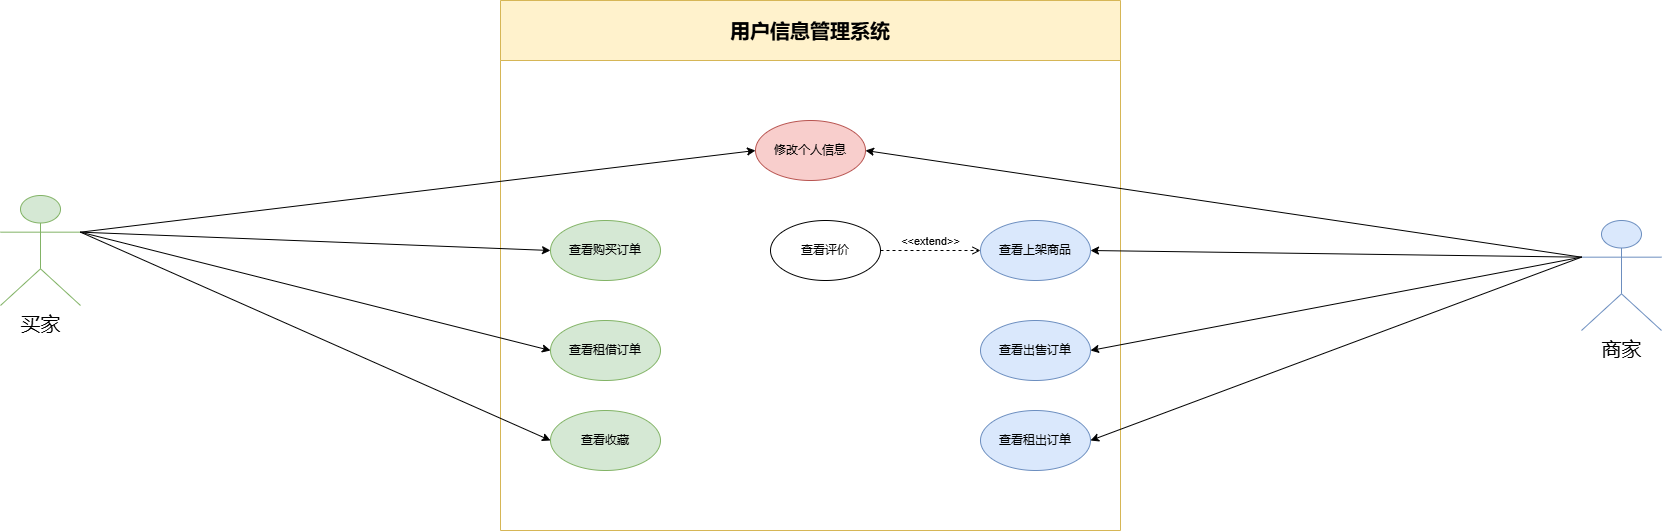 用户信息管理系统
修改个人信息
查看购买订单
查看评价
<<extend>>
查看上架商品
买家
查看租借订单
查看出售订单
商家
查看收藏
查看租出订单